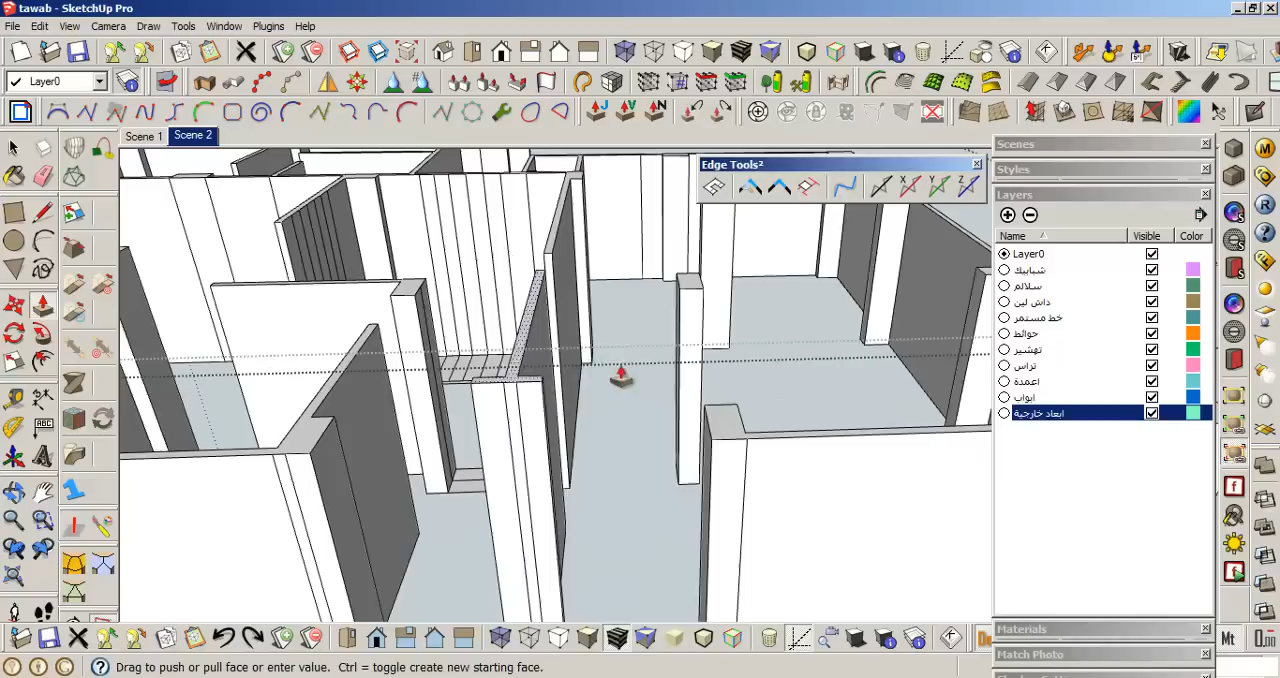 tawab - SketchUp Pro
File Edit View Camera Draw Tools Window Plugins Help
Layer0
Scene 1 Scene 2
Edge Tools²
Scenes
Styles
Layers
Name Visible Color
Layer0
شبابيك
سلالم
داش لين
خط مستمر
حوائط
تهشير
تراس
اعمدة
ابواب
ابعاد خارجية
Materials
Match Photo
Mt
Drag to push or pull face or enter value. Ctrl = toggle create new starting face.